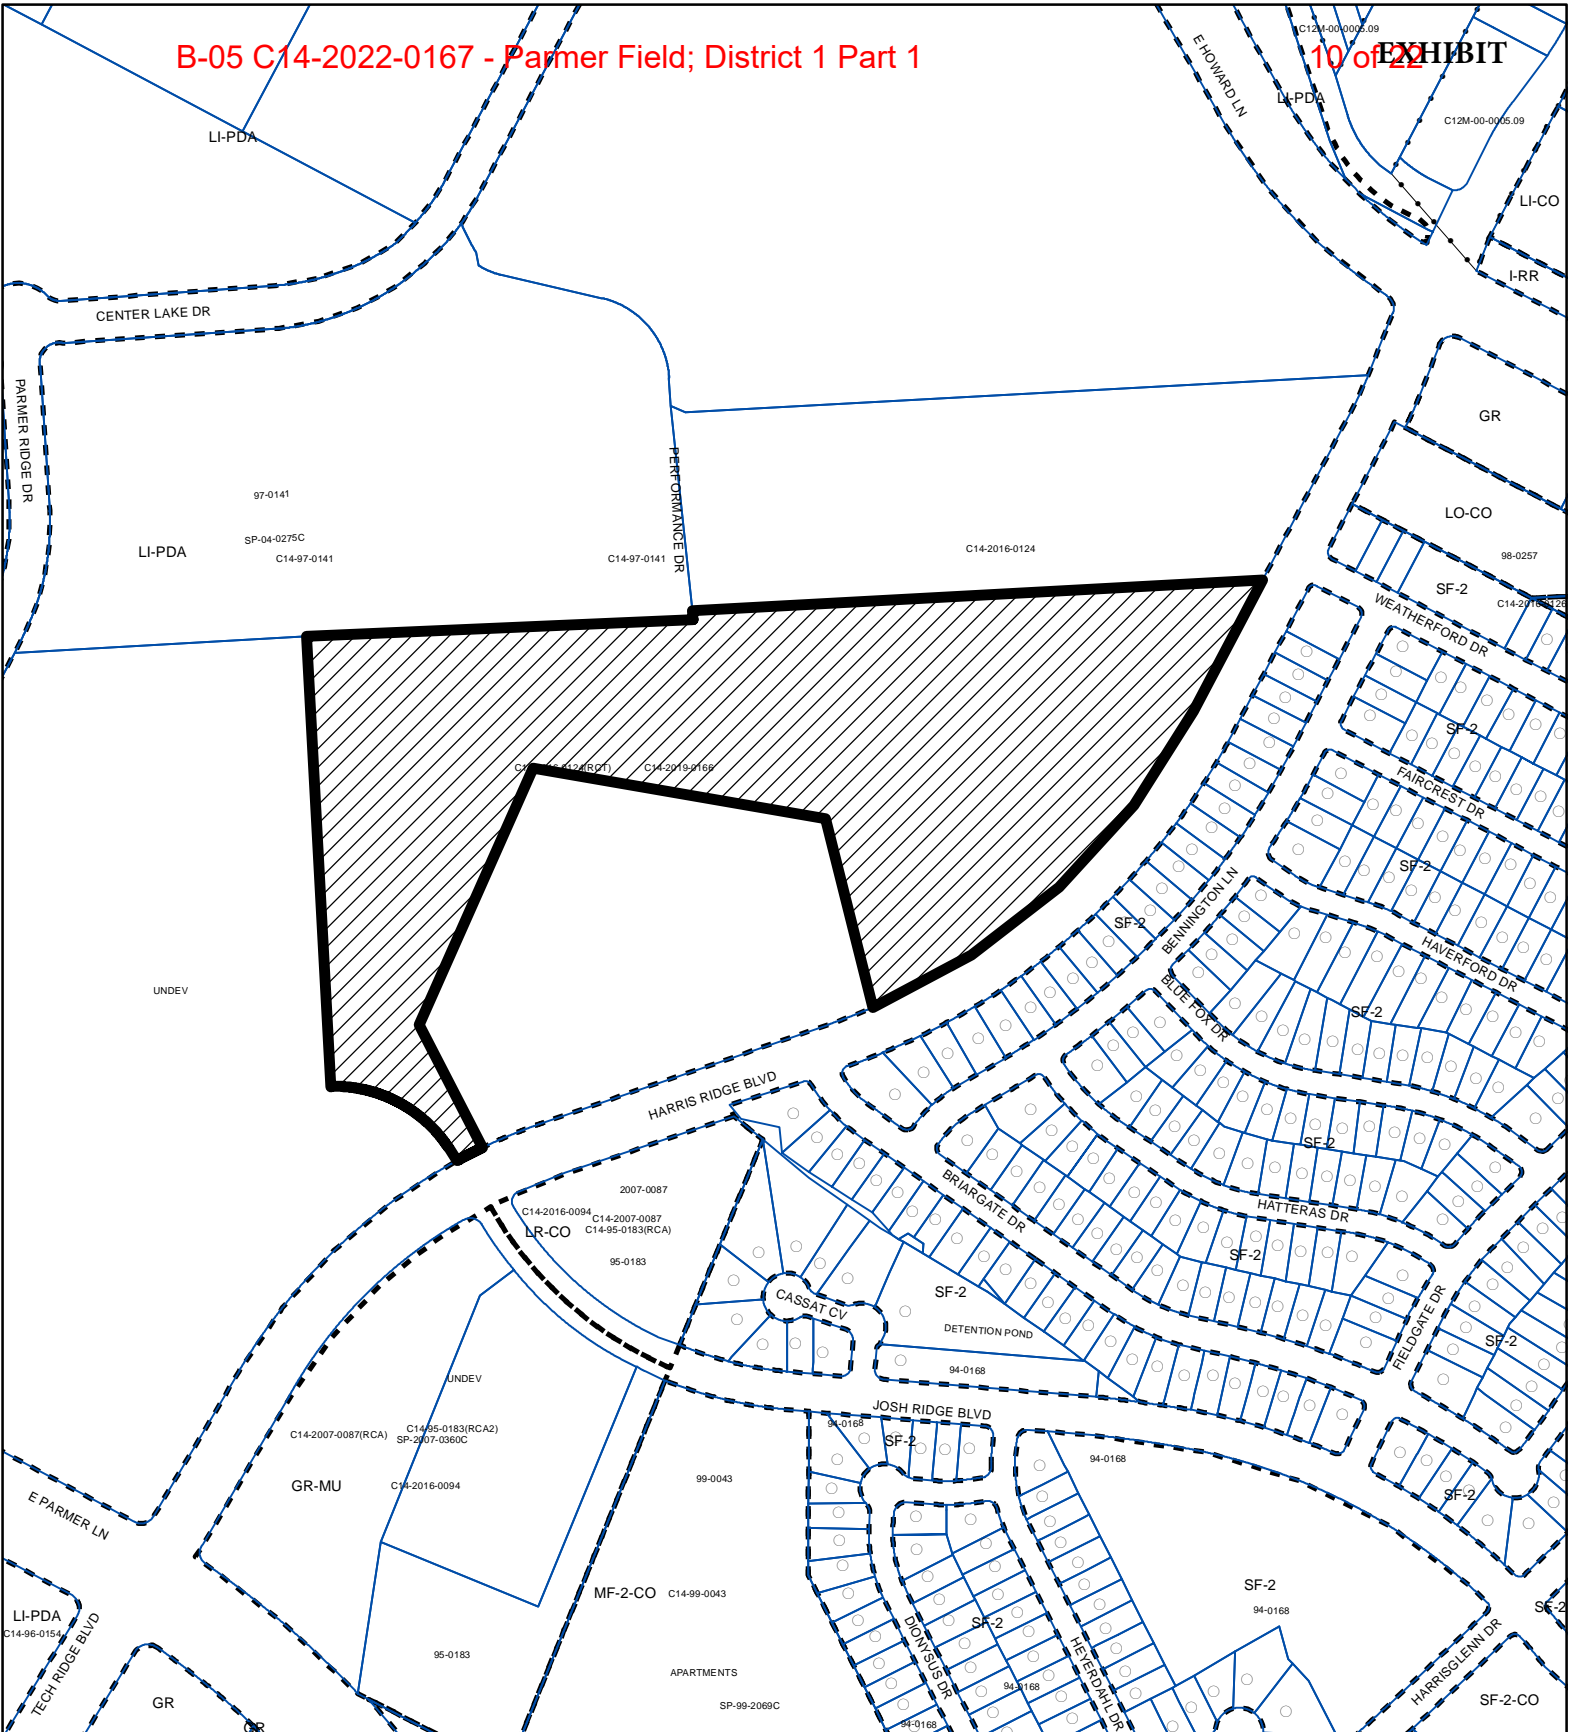 B-05 C14-2022-0167 - Parmer Field; District 1 Part 1
10 of 22
EXHIBIT
C12M-00-0005.09
E HOWARD LN
LI-PDA
C12M-00-0005.09
LI-PDA
LI-CO
I-RR
CENTER LAKE DR
PARMER RIDGE DR
GR
PERFORMANCE DR
97-0141
SP-04-0275C
LI-PDA
C14-97-0141
C14-97-0141
C14-2016-0124
LO-CO
98-0257
SF-2
WEATHERFORD DR
SF-2
C14-2019-0166
FAIRCREST DR
SF-2
SF-2
BENNINGTON LN
HAVERFORD DR
UNDEV
BLUE FOX DR
SF-2
HARRIS RIDGE BLVD
SF-2
BRIARGATE DR
HATTERAS DR
2007-0087
C14-2016-0094
C14-2007-0087
LR-CO
C14-95-0183(RCA)
95-0183
SF-2
CASSAT CV
SF-2
DETENTION POND
FIELDGATE DR
SF-2
94-0168
UNDEV
JOSH RIDGE BLVD
94-0168
SF-2
C14-2007-0087(RCA)
C14-95-0183(RCA2)
SP-2007-0360C
94-0168
99-0043
GR-MU
C14-2016-0094
SF-2
E PARMER LN
MF-2-CO
C14-99-0043
SF-2
94-0168
SF-2
LI-PDA
C14-96-0154
TECH RIDGE BLVD
DIONYSUS DR
SF-2
HEYERDAHL DR
HARRISGLENN DR
95-0183
APARTMENTS
94-0168
SF-2-CO
GR
SP-99-2069C
94-0168
GR